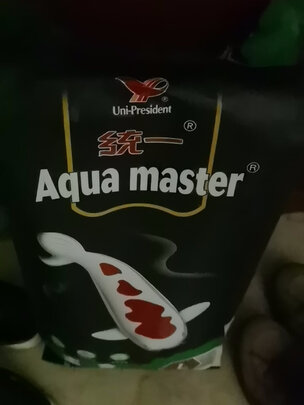 Uni-President
®
统一®
Aqua master®